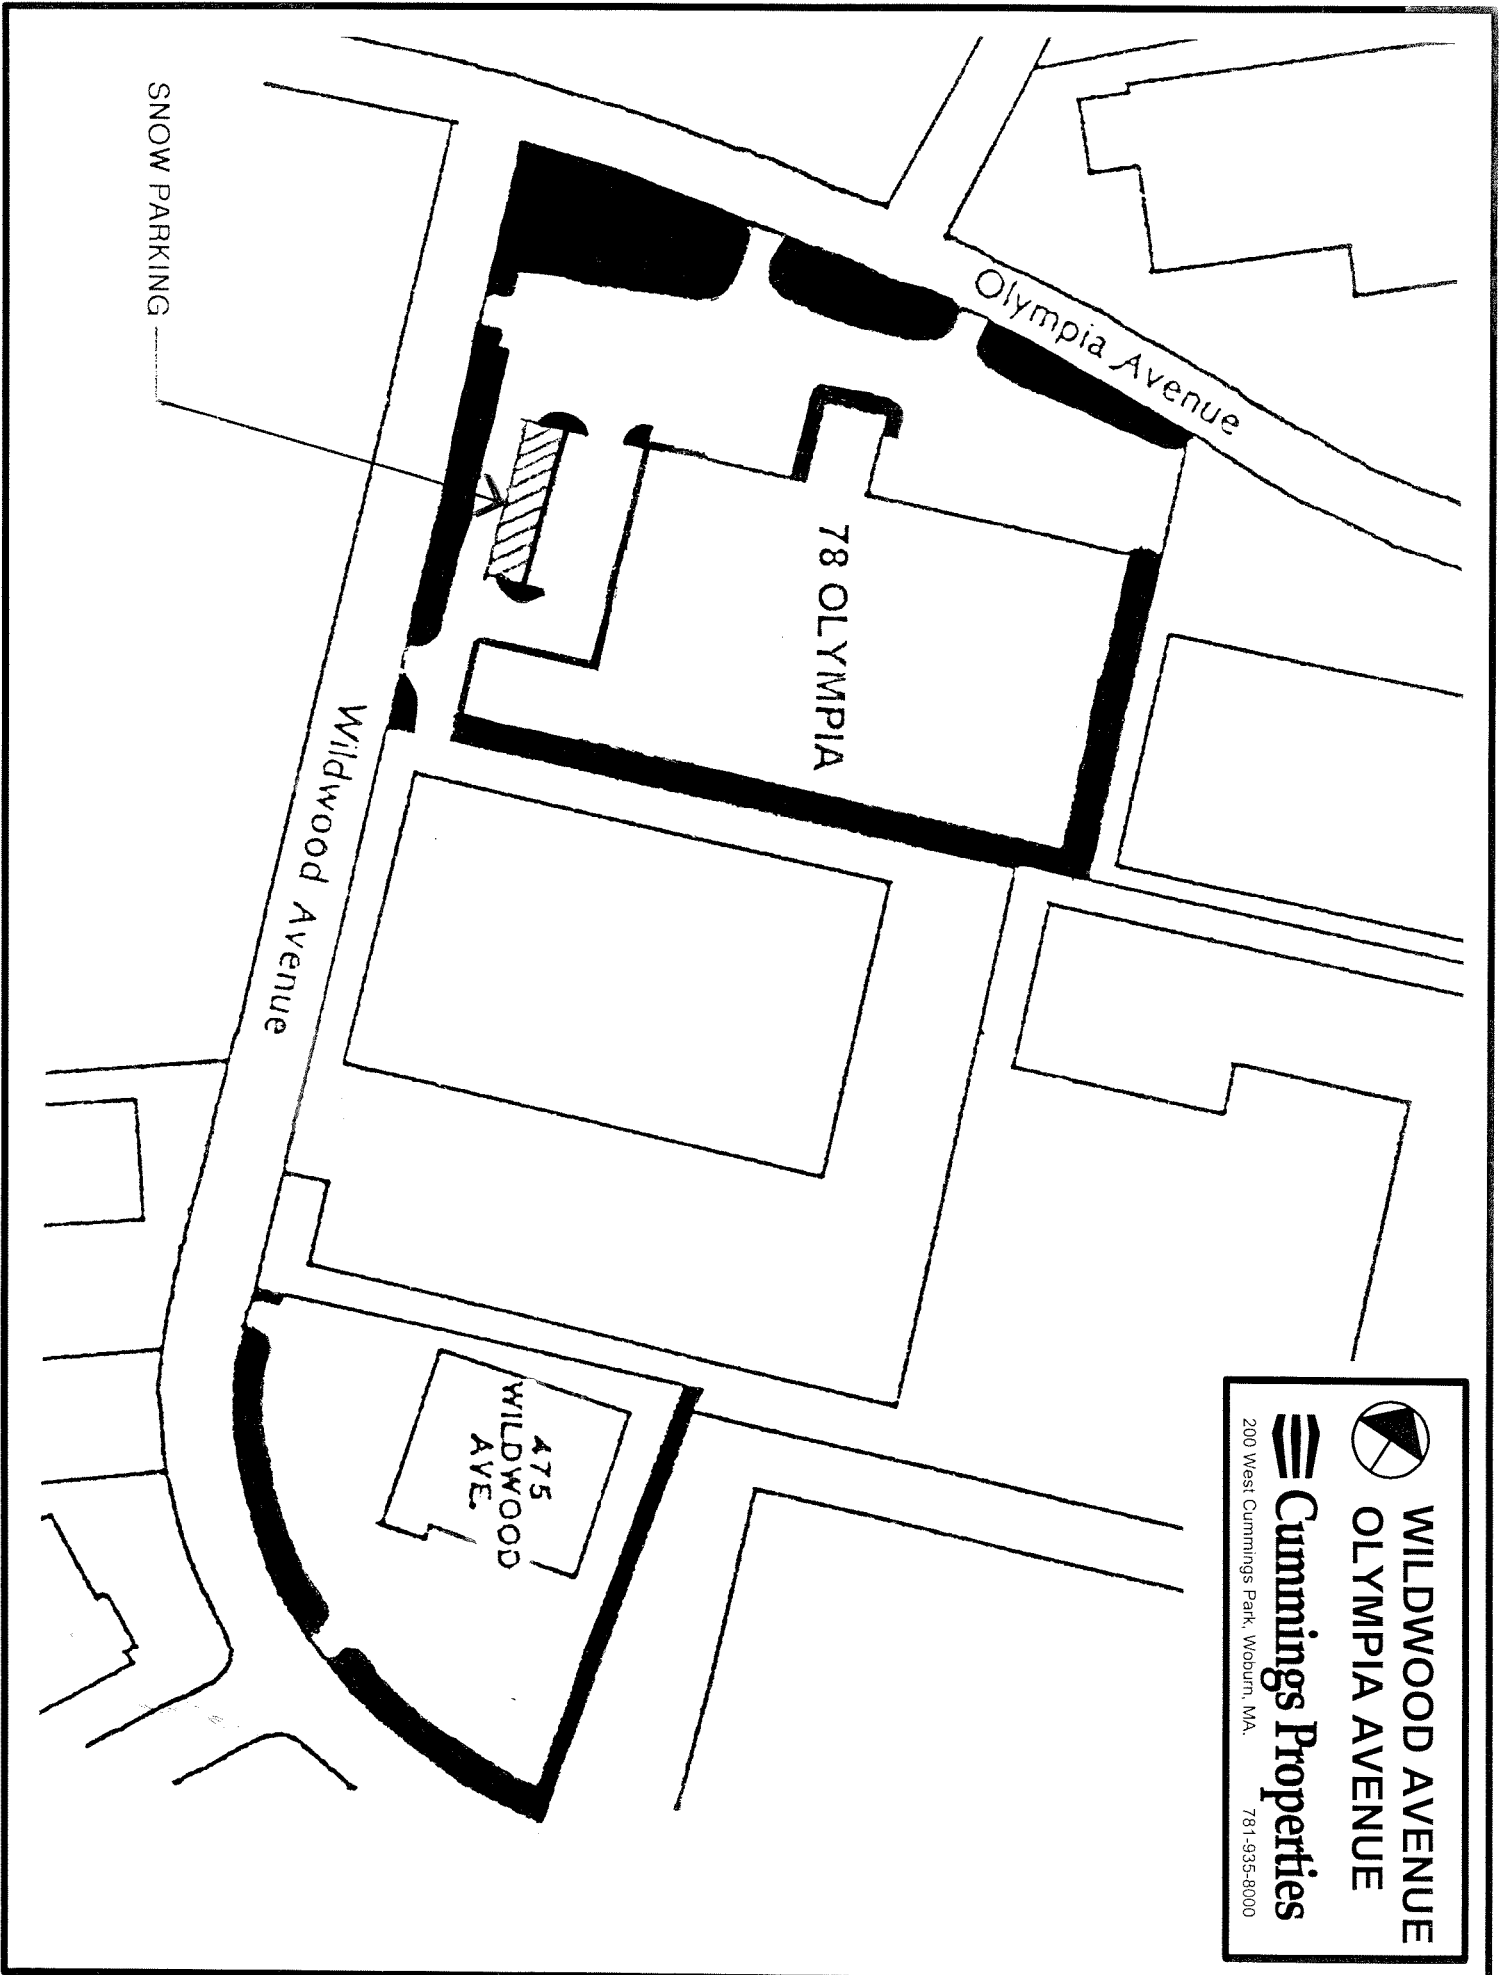 SNOW PARKING
Olympia Avenue
78 OLYMPIA
Wildwood Avenue
475
WILDWOOD
AVE.
WILDWOOD AVENUE
OLYMPIA AVENUE
Cummings Properties
200 West Cummings Park, Woburn, MA. 781-935-8000